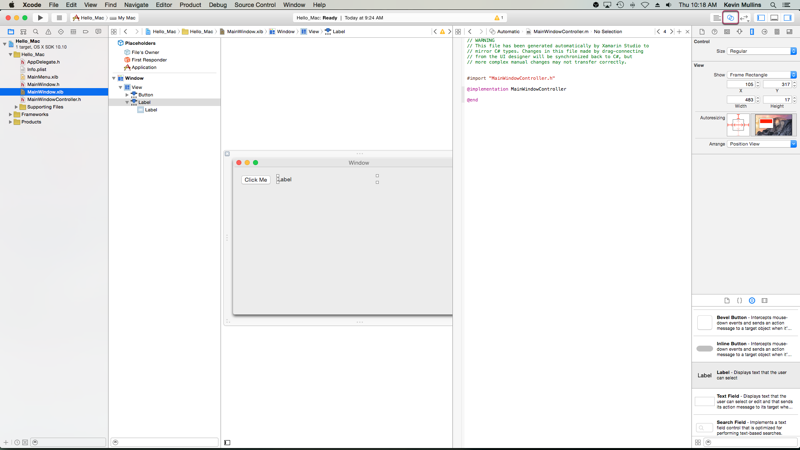 Xcode File Edit View Find Navigate Editor Product Debug Source Control Window Help
Thu 10:18 AM Kevin Mullins
Hello_Mac My Mac
Hello_Mac: Ready Today at 9:24 AM
1
Hello_Mac
1 target, OS X SDK 10.10
Hello_Mac
AppDelegate.h
Info.plist
MainMenu.xib
MainWindow.h
MainWindow.xib
MainWindowController.h
Supporting Files
Frameworks
Products
Hello_Mac Hello_Mac MainWindow.xib Window View Label
Placeholders
File's Owner
First Responder
Application
Window
View
Button
Label
Label
Window
Click Me
Label
Automatic MainWindowController.m No Selection
4
// WARNING
// This file has been generated automatically by Xamarin Studio to
// mirror C# types. Changes in this file made by drag-connecting
// from the UI designer will be synchronized back to C#, but
// more complex manual changes may not transfer correctly.
#import "MainWindowController.h"
@implementation MainWindowController
@end
Control
Size Regular
View
Show Frame Rectangle
105 317
X Y
483 17
Width Height
Autoresizing
Arrange Position View
Bevel Button - Intercepts mouse-
down events and sends an action
message to a target object when it'...
Inline Button - Intercepts mouse-
down events and sends an action
message to a target object when it'...
Label
Label - Displays text that the user
can select
Text Field - Displays text that the
user can select or edit and that sends
its action message to its target whe...
Search Field - Implements a text
field control that is optimized for
performing text-based searches.